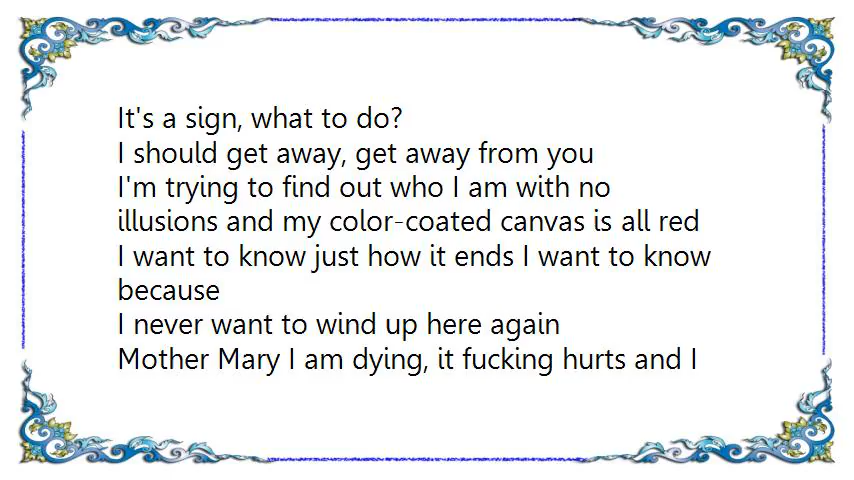 It's a sign, what to do?
I should get away, get away from you
I'm trying to find out who I am with no
illusions and my color-coated canvas is all red
I want to know just how it ends I want to know
because
I never want to wind up here again
Mother Mary I am dying, it fucking hurts and I